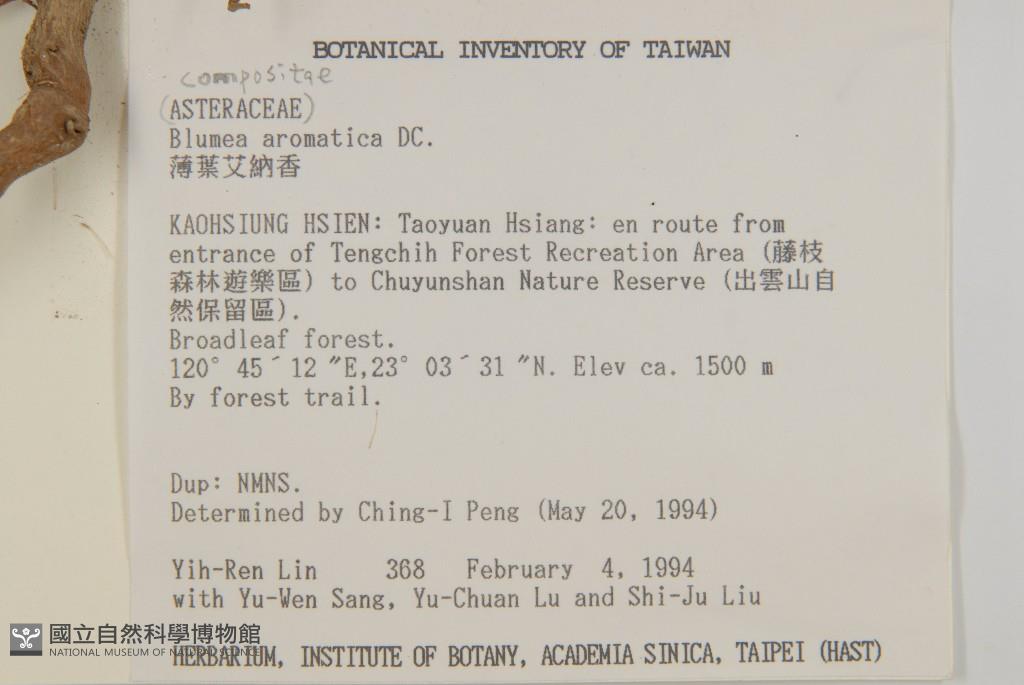 BOTANICAL INVENTORY OF TAIWAN
compositae
(ASTERACEAE)
Blumea aromatica DC.
薄葉艾納香
KAOHSIUNG HSIEN: Taoyuan Hsiang: en route from
entrance of Tengchih Forest Recreation Area (藤枝
森林遊樂區) to Chuyunshan Nature Reserve (出雲山自
然保留區).
Broadleaf forest.
120° 45´ 12 "E,23° 03´ 31 "N. Elev ca. 1500 m
By forest trail.
Dup: NMNS.
Determined by Ching-I Peng (May 20, 1994)
Yih-Ren Lin 368 February 4, 1994
with Yu-Wen Sang, Yu-Chuan Lu and Shi-Ju Liu
國立自然科學博物館
NATIONAL MUSEUM OF NATURAL SCIENCE
HERBARIUM, INSTITUTE OF BOTANY, ACADEMIA SINICA, TAIPEI (HAST)